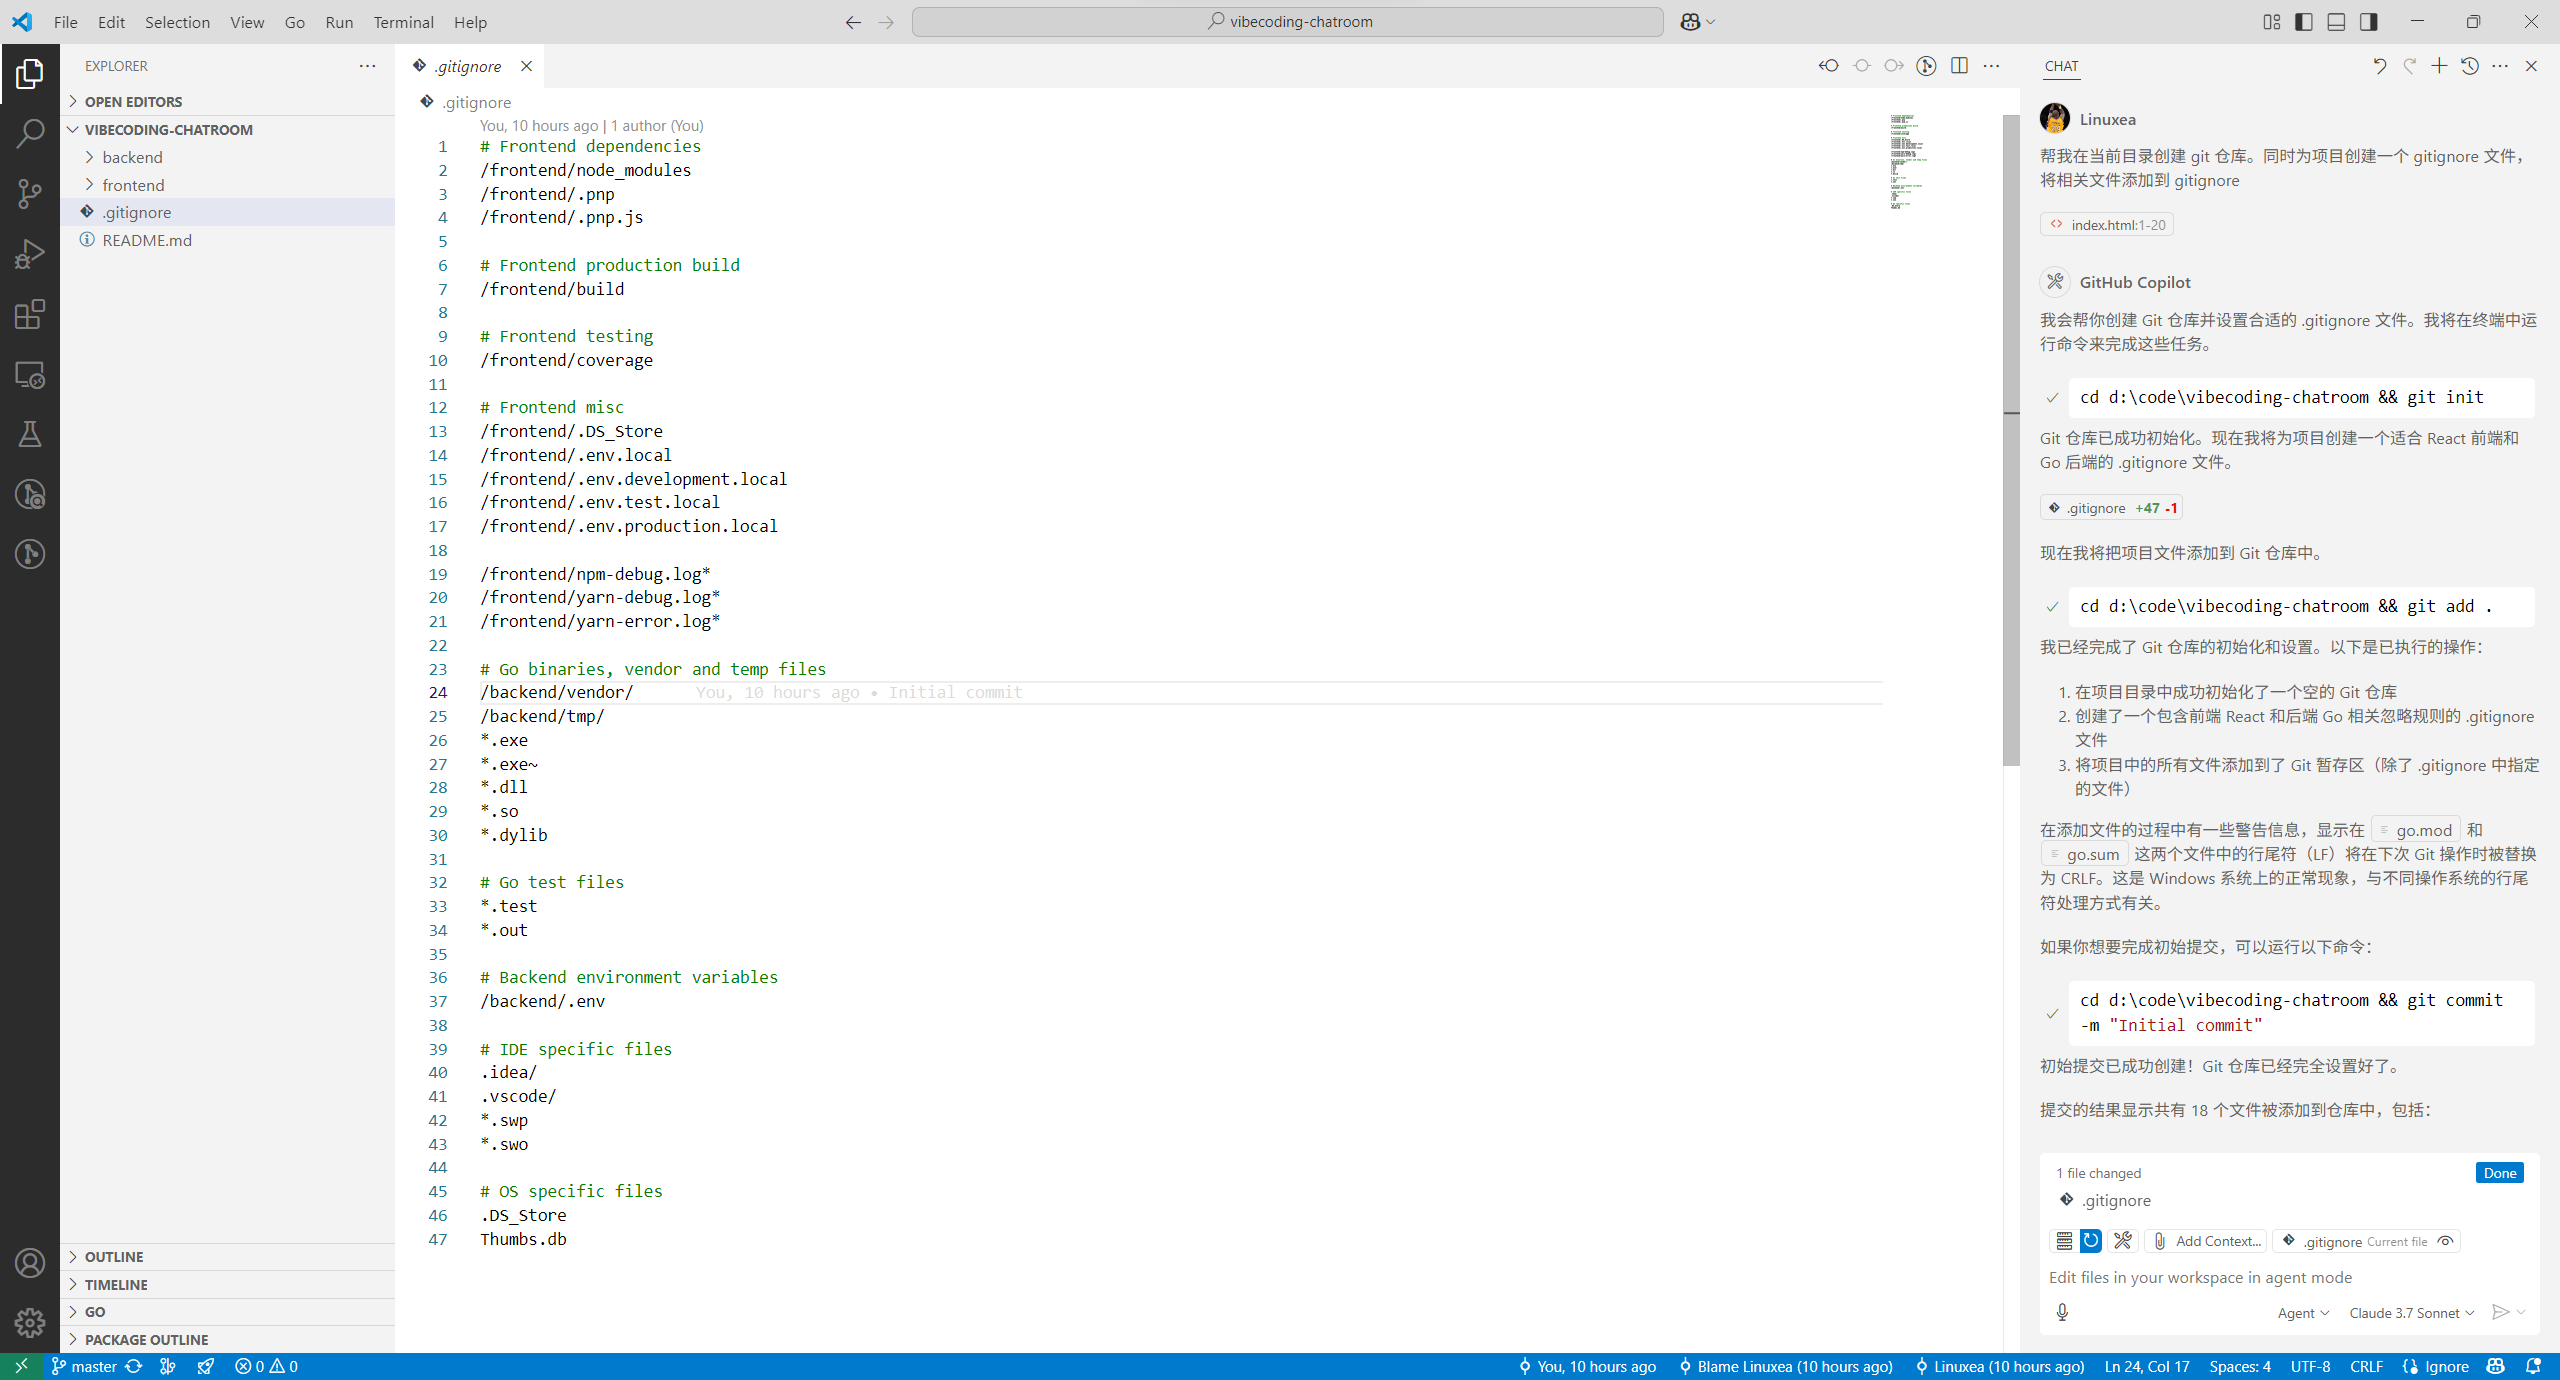 File Edit Selection View Go Run Terminal Help
vibecoding-chatroom
EXPLORER
OPEN EDITORS
VIBECODING-CHATROOM
backend
frontend
.gitignore
README.md
OUTLINE
TIMELINE
GO
PACKAGE OUTLINE
.gitignore
.gitignore
You, 10 hours ago | 1 author (You)
1 # Frontend dependencies
2 /frontend/node_modules
3 /frontend/.pnp
4 /frontend/.pnp.js
5
6 # Frontend production build
7 /frontend/build
8
9 # Frontend testing
10 /frontend/coverage
11
12 # Frontend misc
13 /frontend/.DS_Store
14 /frontend/.env.local
15 /frontend/.env.development.local
16 /frontend/.env.test.local
17 /frontend/.env.production.local
18
19 /frontend/npm-debug.log*
20 /frontend/yarn-debug.log*
21 /frontend/yarn-error.log*
22
23 # Go binaries, vendor and temp files
24 /backend/vendor/ You, 10 hours ago • Initial commit
25 /backend/tmp/
26 *.exe
27 *.exe~
28 *.dll
29 *.so
30 *.dylib
31
32 # Go test files
33 *.test
34 *.out
35
36 # Backend environment variables
37 /backend/.env
38
39 # IDE specific files
40 .idea/
41 .vscode/
42 *.swp
43 *.swo
44
45 # OS specific files
46 .DS_Store
47 Thumbs.db
CHAT
Linuxea
帮我在当前目录创建 git 仓库。同时为项目创建一个 gitignore 文件，
将相关文件添加到 gitignore
index.html:1-20
GitHub Copilot
我会帮你创建 Git 仓库并设置合适的 .gitignore 文件。我将在终端中运
行命令来完成这些任务。
cd d:\code\vibecoding-chatroom && git init
Git 仓库已成功初始化。现在我将为项目创建一个适合 React 前端和
Go 后端的 .gitignore 文件。
.gitignore +47 -1
现在我将把项目文件添加到 Git 仓库中。
cd d:\code\vibecoding-chatroom && git add .
我已经完成了 Git 仓库的初始化和设置。以下是已执行的操作：
1. 在项目目录中成功初始化了一个空的 Git 仓库
2. 创建了一个包含前端 React 和后端 Go 相关忽略规则的 .gitignore
文件
3. 将项目中的所有文件添加到了 Git 暂存区（除了 .gitignore 中指定
的文件）
在添加文件的过程中有一些警告信息，显示在 go.mod 和
go.sum 这两个文件中的行尾符（LF）将在下次 Git 操作时被替换
为 CRLF。这是 Windows 系统上的正常现象，与不同操作系统的行尾
符处理方式有关。
如果你想要完成初始提交，可以运行以下命令：
cd d:\code\vibecoding-chatroom && git commit
-m "Initial commit"
初始提交已成功创建！Git 仓库已经完全设置好了。
提交的结果显示共有 18 个文件被添加到仓库中，包括：
1 file changed Done
.gitignore
Add Context... .gitignore Current file
Edit files in your workspace in agent mode
Agent Claude 3.7 Sonnet
master 0 0 You, 10 hours ago Blame Linuxea (10 hours ago) Linuxea (10 hours ago) Ln 24, Col 17 Spaces: 4 UTF-8 CRLF Ignore